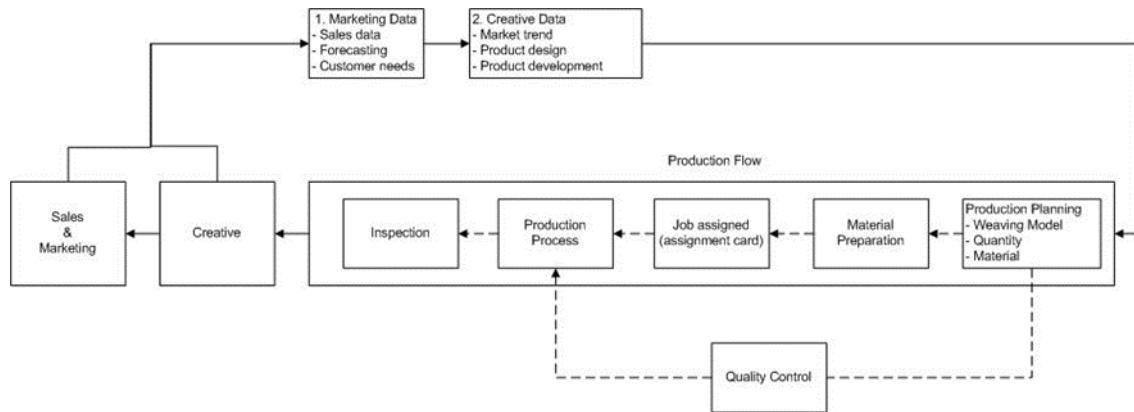 1. Marketing Data
- Sales data
- Forecasting
- Customer needs
2. Creative Data
- Market trend
- Product design
- Product development
Production Flow
Sales
&
Marketing
Creative
Inspection
Production
Process
Job assigned
(assignment card)
Material
Preparation
Production Planning
- Weaving Model
- Quantity
- Material
Quality Control